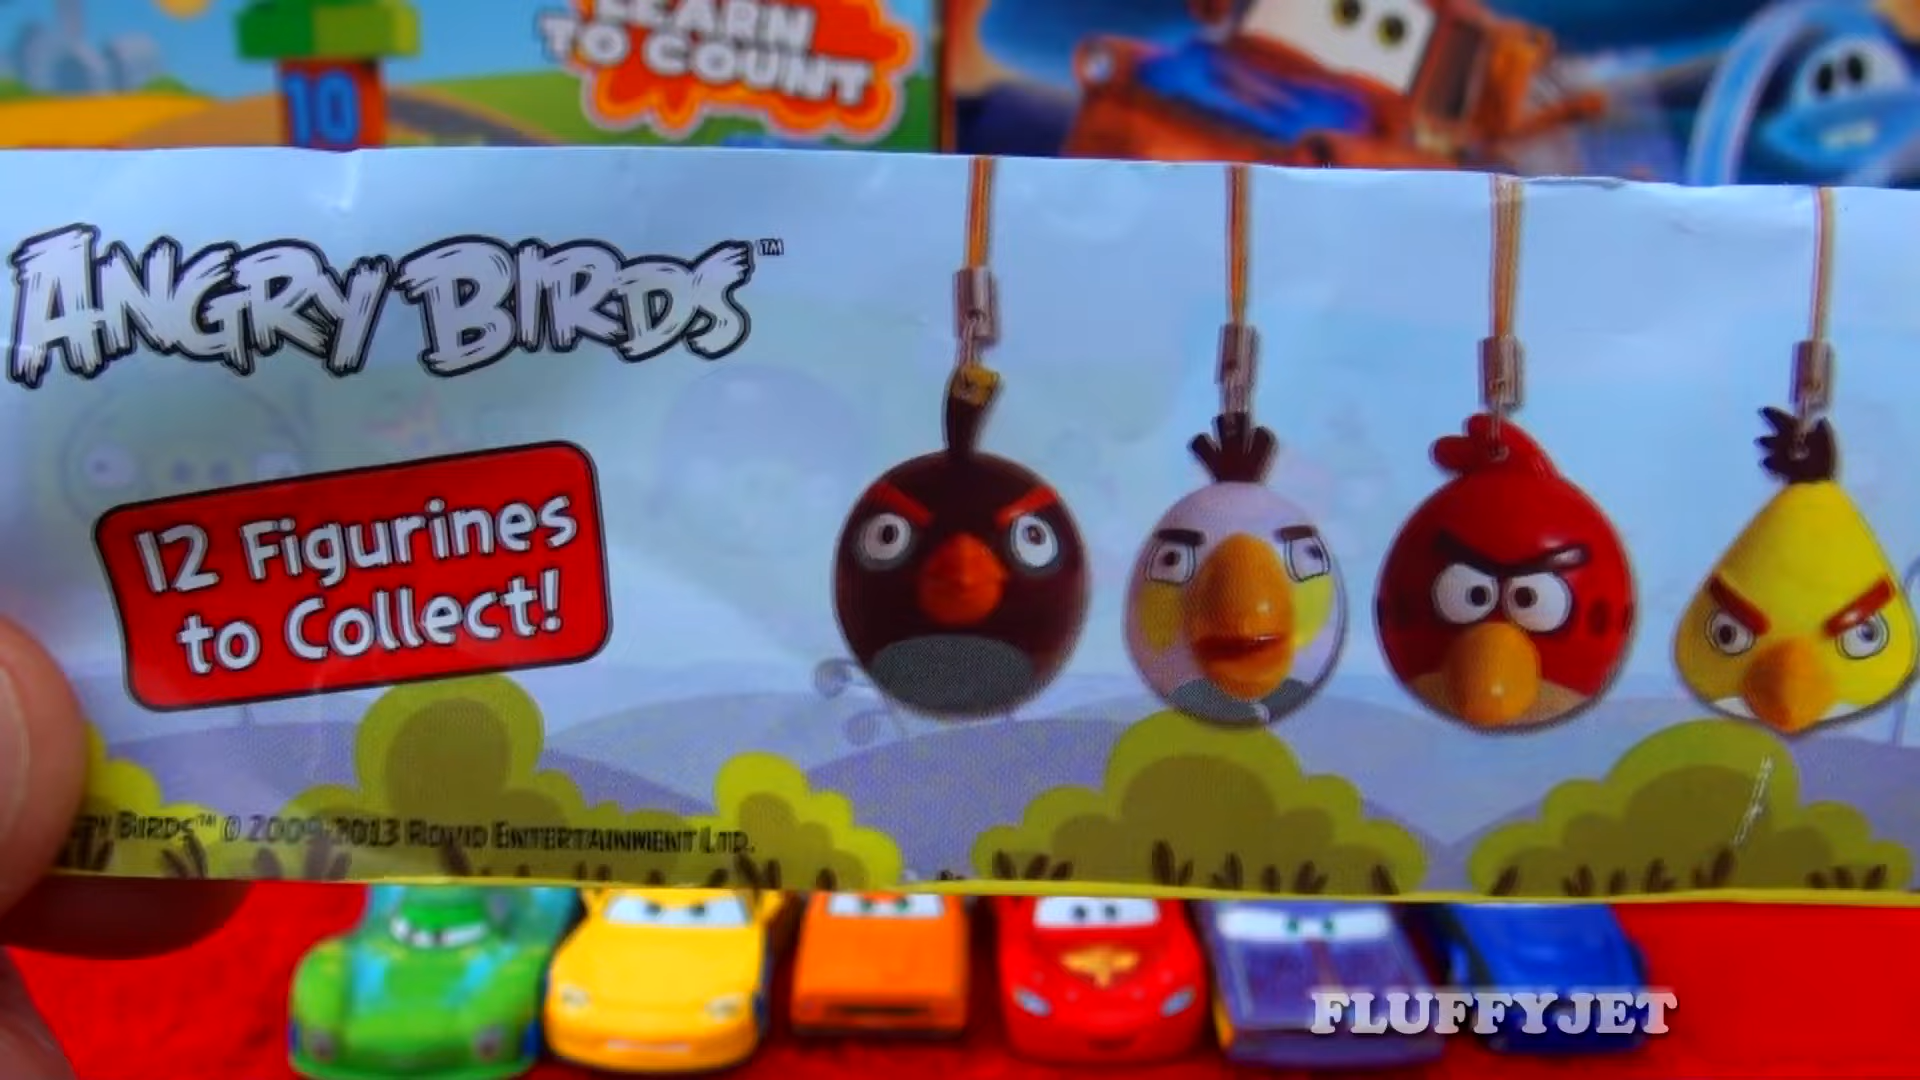 LEARN
TO COUNT
10
ANGRY BIRDS™
12 Figurines
to Collect!
BIRDS™ © 2009-2013 ROVIO ENTERTAINMENT LTD.
FLUFFYJET